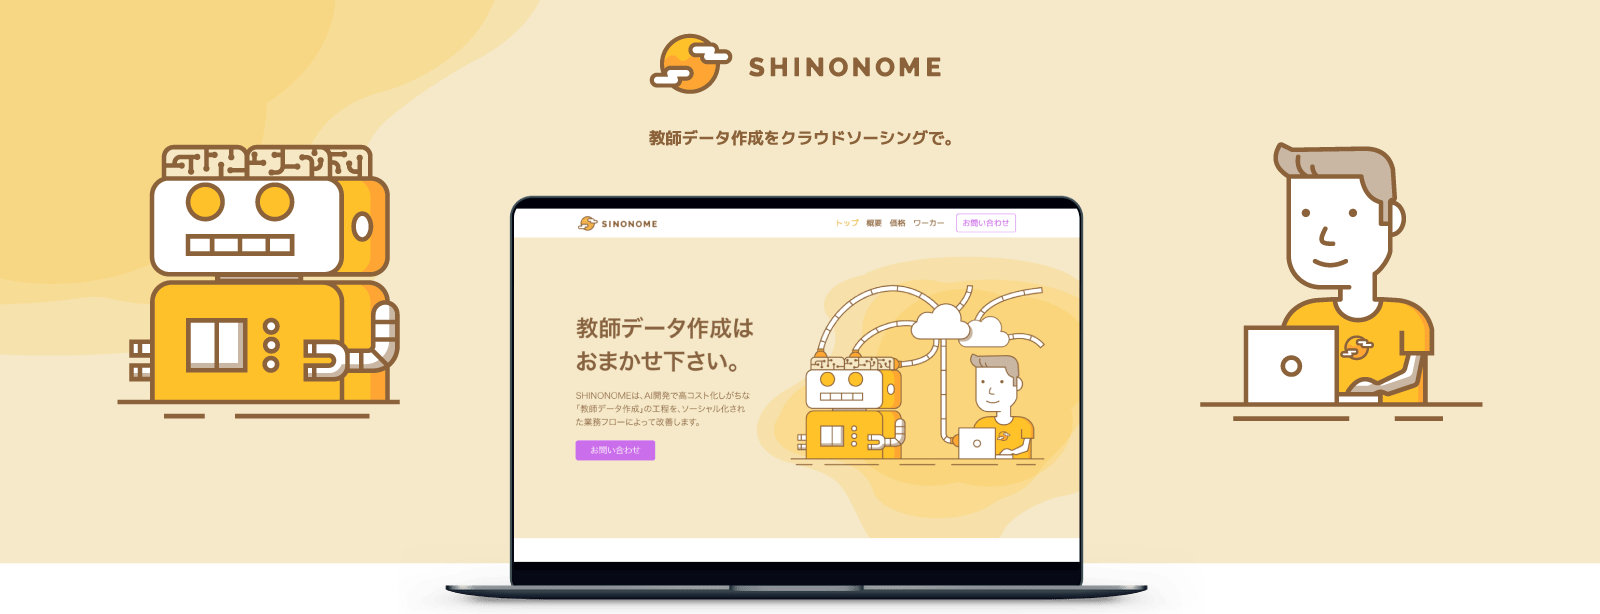 SHINONOME
教師データ作成をクラウドソーシングで。
SINONOME
トップ 概要 価格 ワーカー お問い合わせ
教師データ作成は
おまかせ下さい。
SHINONOMEは、AI開発で高コスト化しがちな
「教師データ作成」の工程を、ソーシャル化され
た業務フローによって改善します。
お問い合わせ